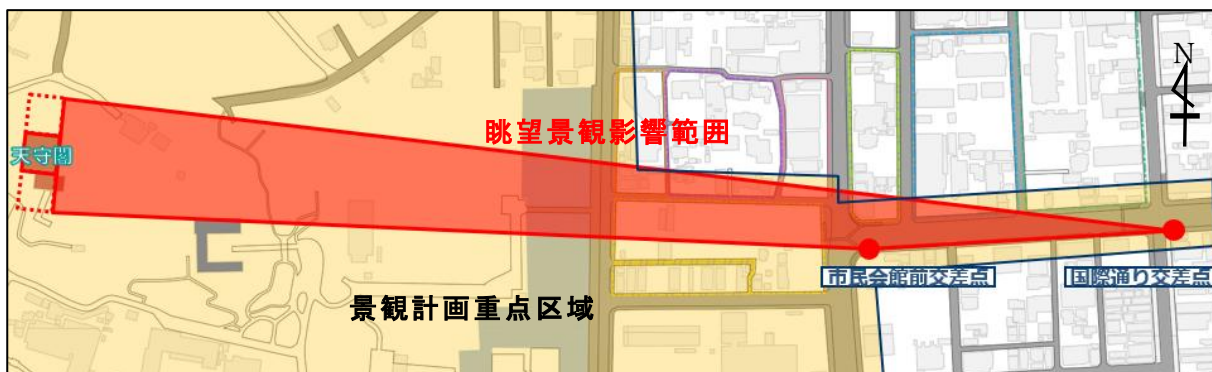 N
眺望景観影響範囲
天守閣
市民会館前交差点
国際通り交差点
景観計画重点区域